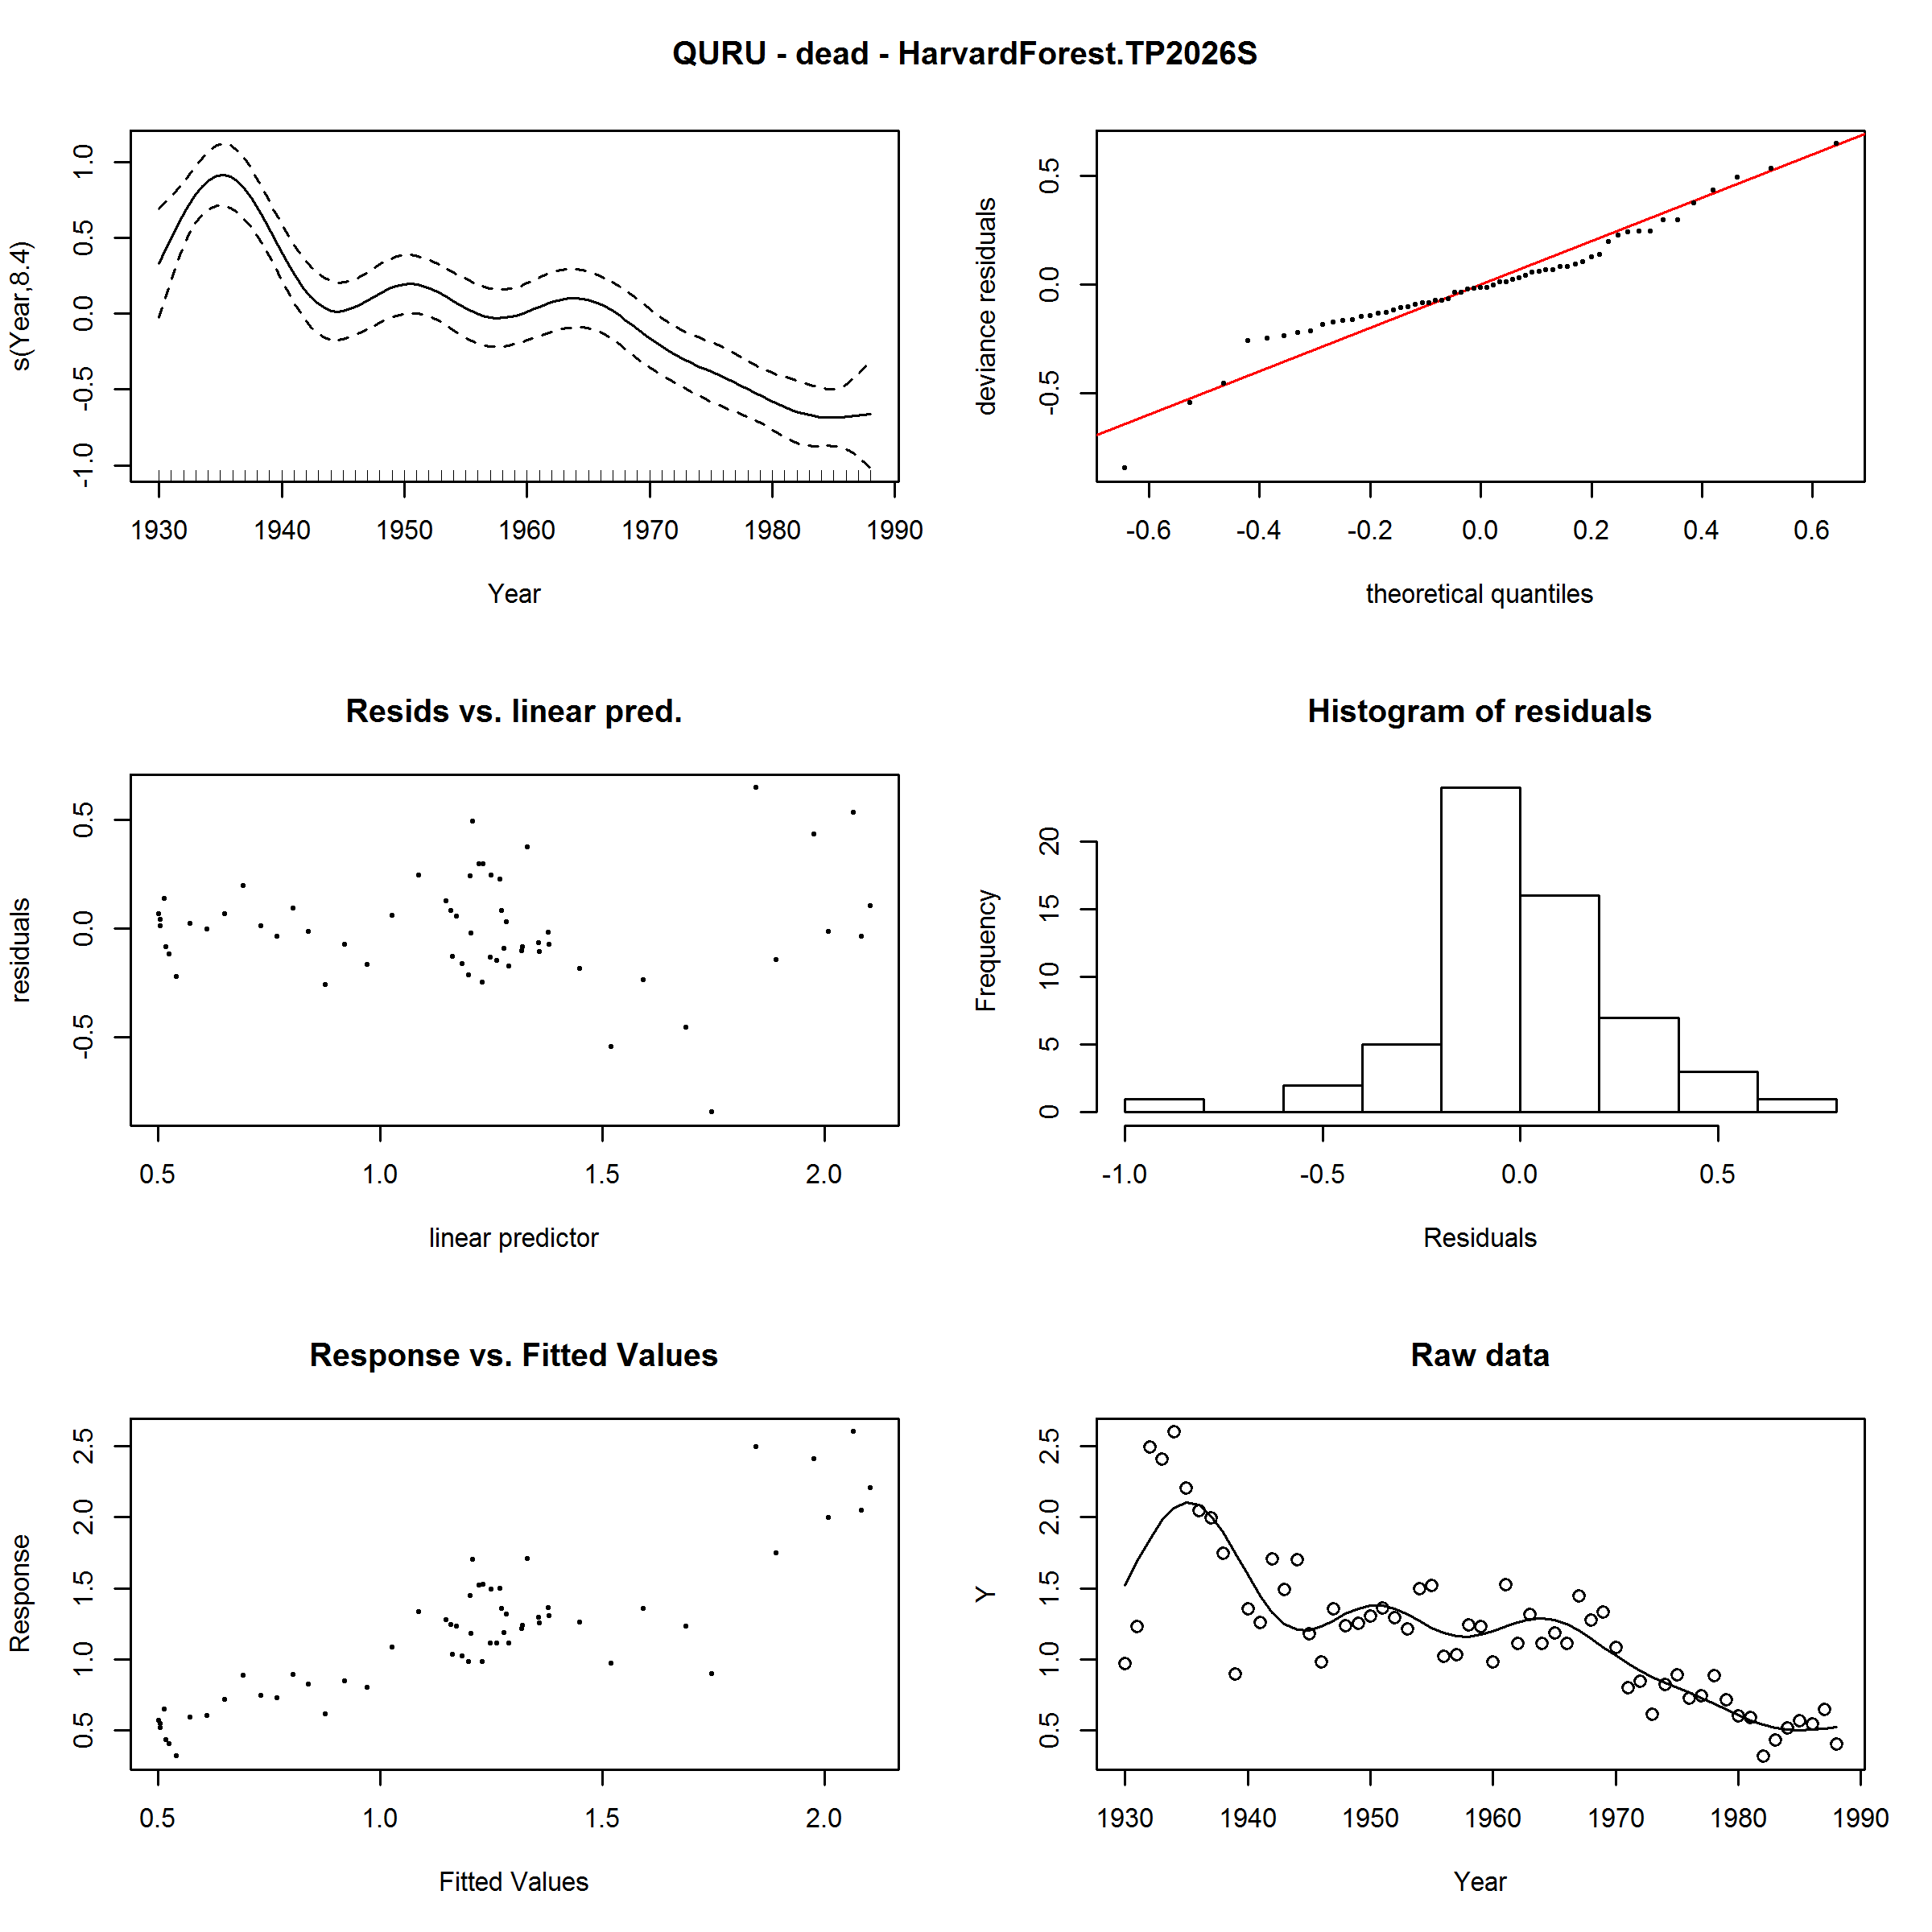 QURU - dead - HarvardForest.TP2026S
s(Year,8.4)
1.0
0.5
0.0
-0.5
-1.0
1930 1940 1950 1960 1970 1980 1990
Year
deviance residuals
0.5
0.0
-0.5
-0.6 -0.4 -0.2 0.0 0.2 0.4 0.6
theoretical quantiles
Resids vs. linear pred.
residuals
0.5
0.0
-0.5
0.5 1.0 1.5 2.0
linear predictor
Histogram of residuals
Frequency
20
15
10
5
0
-1.0 -0.5 0.0 0.5
Residuals
Response vs. Fitted Values
Response
2.5
2.0
1.5
1.0
0.5
0.5 1.0 1.5 2.0
Fitted Values
Raw data
Y
2.5
2.0
1.5
1.0
0.5
1930 1940 1950 1960 1970 1980 1990
Year